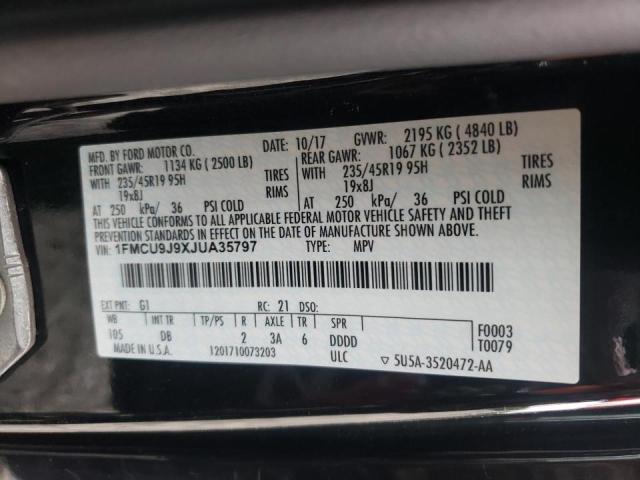 MFD. BY FORD MOTOR CO.
DATE: 10/17 GVWR: 2195 KG ( 4840 LB)
FRONT GAWR: 1134 KG ( 2500 LB) REAR GAWR: 1067 KG ( 2352 LB)
WITH 235/45R19 95H TIRES WITH 235/45R19 95H TIRES
19x8J RIMS 19x8J RIMS
AT 250 kPa/ 36 PSI COLD AT 250 kPa/ 36 PSI COLD
THIS VEHICLE CONFORMS TO ALL APPLICABLE FEDERAL MOTOR VEHICLE SAFETY AND THEFT
PREVENTION STANDARDS IN EFFECT ON THE DATE OF MANUFACTURE SHOWN ABOVE.
VIN: 1FMCU9J9XJUA35797 TYPE: MPV
EXT PNT: G1 RC: 21 DSO:
WB INT TR TP/PS R AXLE TR SPR
105 DB 2 3A 6 DDDD F0003
T0079
MADE IN U.S.A. 1201710073203 ULC ▽ 5U5A-3520472-AA